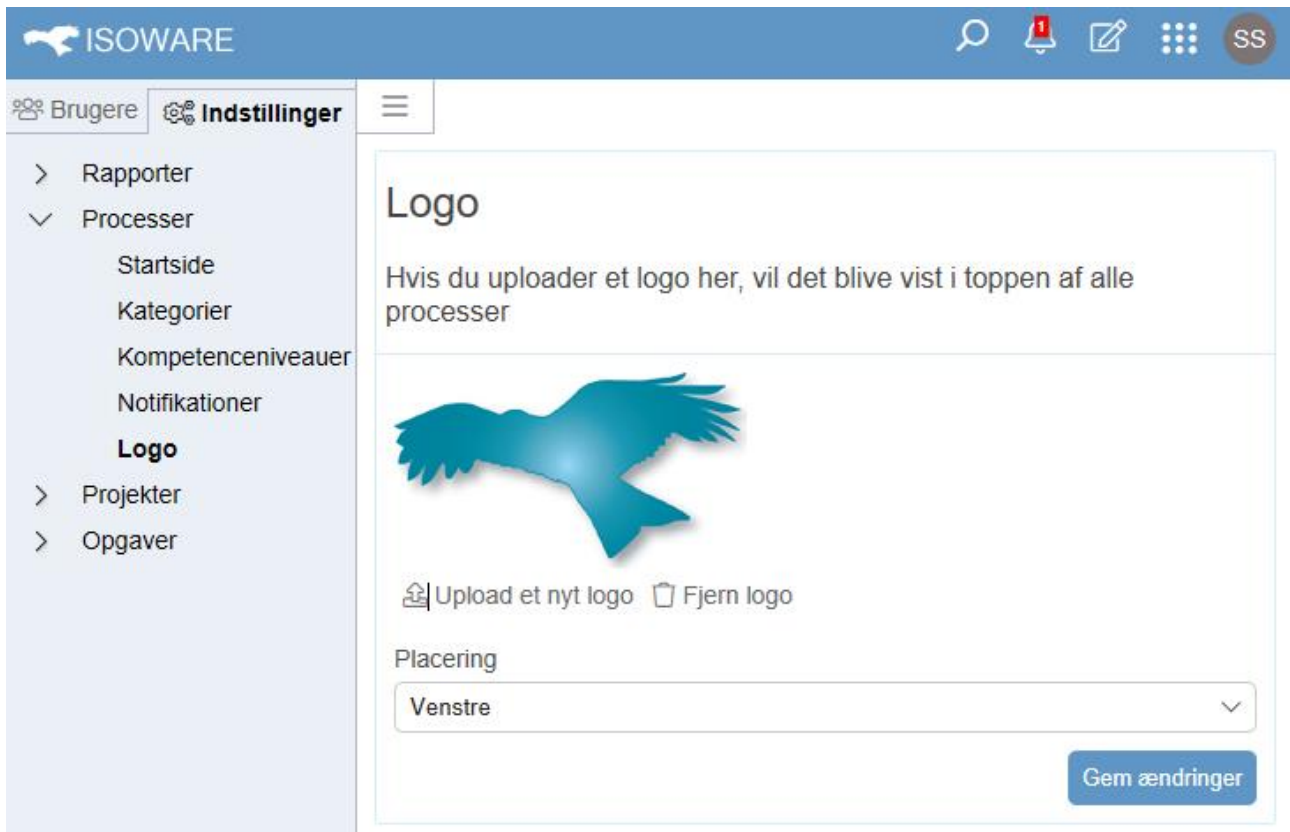 ISOWARE
1
SS
Brugere
Indstillinger
Rapporter
Processer
Startside
Kategorier
Kompetenceniveauer
Notifikationer
Logo
Projekter
Opgaver
Logo
Hvis du uploader et logo her, vil det blive vist i toppen af alle
processer
Upload et nyt logo Fjern logo
Placering
Venstre
Gem ændringer